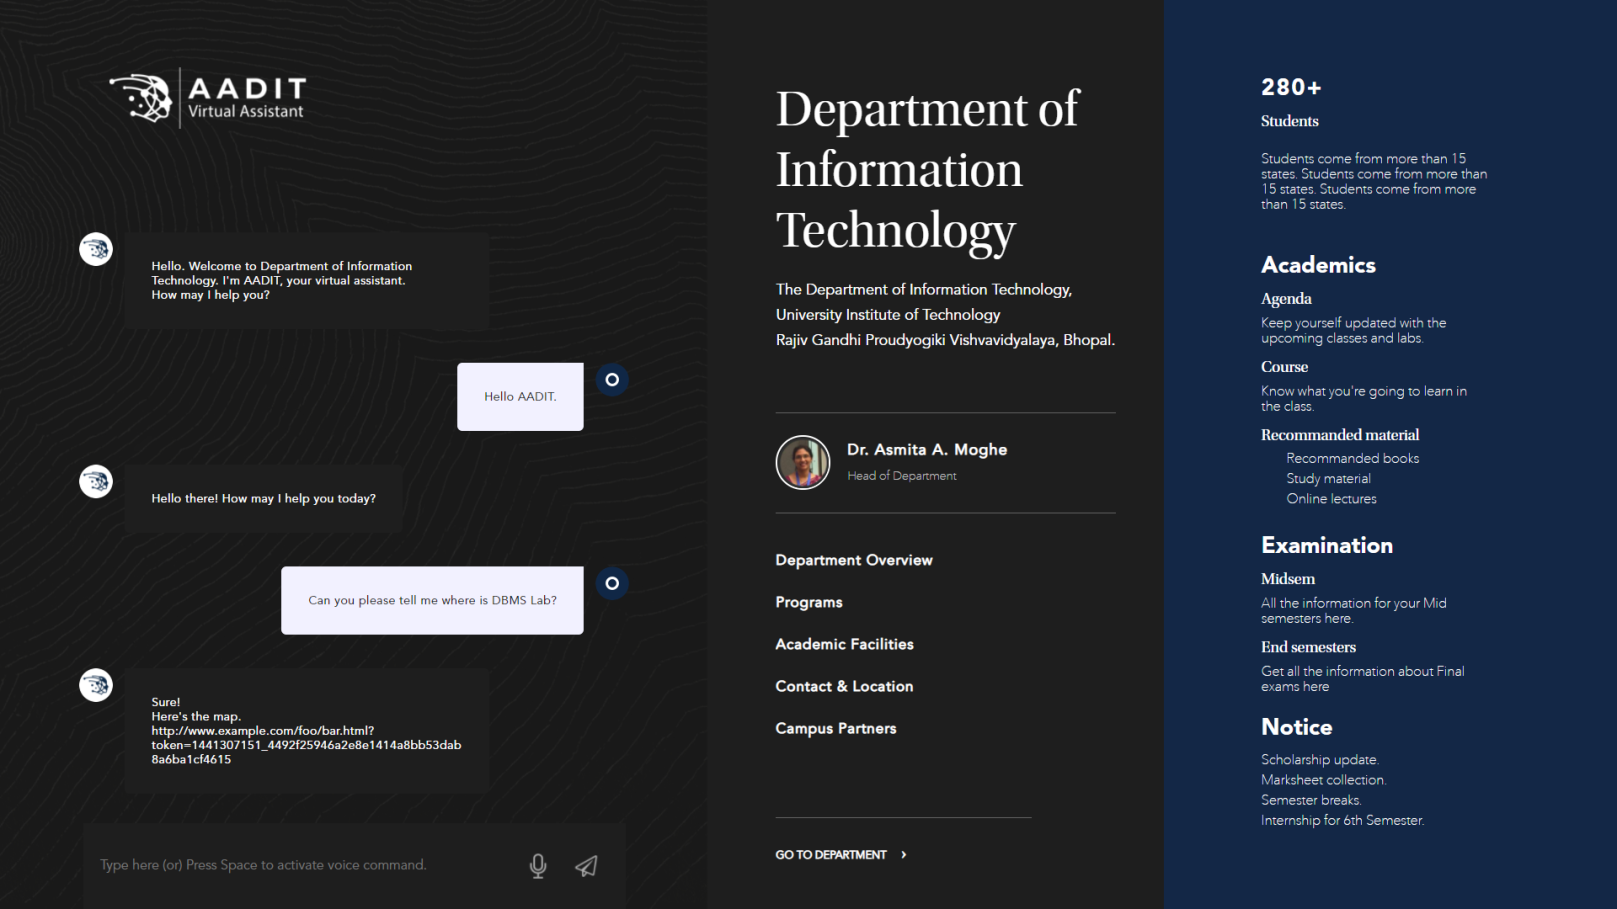 AADIT
Virtual Assistant
Hello. Welcome to Department of Information
Technology. I'm AADIT, your virtual assistant.
How may I help you?
Hello AADIT.
Hello there! How may I help you today?
Can you please tell me where is DBMS Lab?
Sure!
Here's the map.
http://www.example.com/foo/bar.html?
token=1441307151_4492f25946a2e8e1414a8bb53dab
8a6ba1cf4615
Type here (or) Press Space to activate voice command.
Department of
Information
Technology
The Department of Information Technology,
University Institute of Technology
Rajiv Gandhi Proudyogiki Vishvavidyalaya, Bhopal.
Dr. Asmita A. Moghe
Head of Department
Department Overview
Programs
Academic Facilities
Contact & Location
Campus Partners
GO TO DEPARTMENT
280+
Students
Students come from more than 15
states. Students come from more than
15 states. Students come from more
than 15 states.
Academics
Agenda
Keep yourself updated with the
upcoming classes and labs.
Course
Know what you're going to learn in
the class.
Recommanded material
Recommanded books
Study material
Online lectures
Examination
Midsem
All the information for your Mid
semesters here.
End semesters
Get all the information about Final
exams here
Notice
Scholarship update.
Marksheet collection.
Semester breaks.
Internship for 6th Semester.